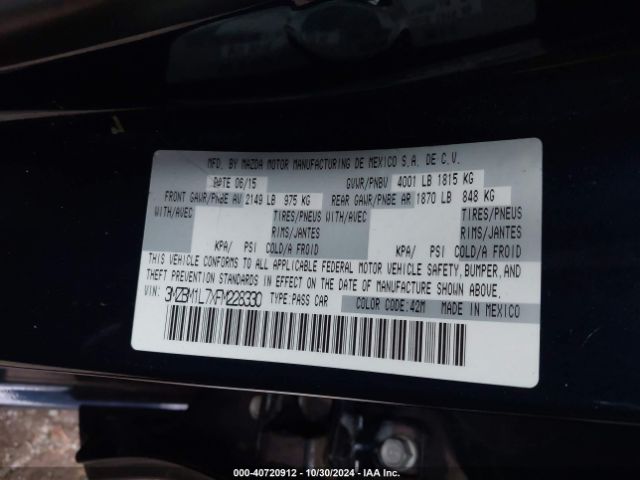 MFD. BY MAZDA MOTOR MANUFACTURING DE MEXICO S.A. DE C.V.
DATE 06/15 GVWR/PNBV 4001 LB 1815 KG
FRONT GAWR/PNBE AV 2149 LB 975 KG REAR GAWR/PNBE AR 1870 LB 848 KG
WITH/AVEC TIRES/PNEUS WITH/AVEC TIRES/PNEUS
RIMS/JANTES RIMS/JANTES
KPA/ PSI COLD/A FROID KPA/ PSI COLD/A FROID
THIS VEHICLE CONFORMS TO ALL APPLICABLE FEDERAL MOTOR VEHICLE SAFETY, BUMPER, AND
THEFT PREVENTION STANDARDS IN EFFECT ON THE DATE OF MANUFACTURE SHOWN ABOVE.
VIN: 3MZBM1L7XFM228330 TYPE:PASS CAR COLOR CODE:42M MADE IN MEXICO
000-40720912 - 10/30/2024 - IAA Inc.